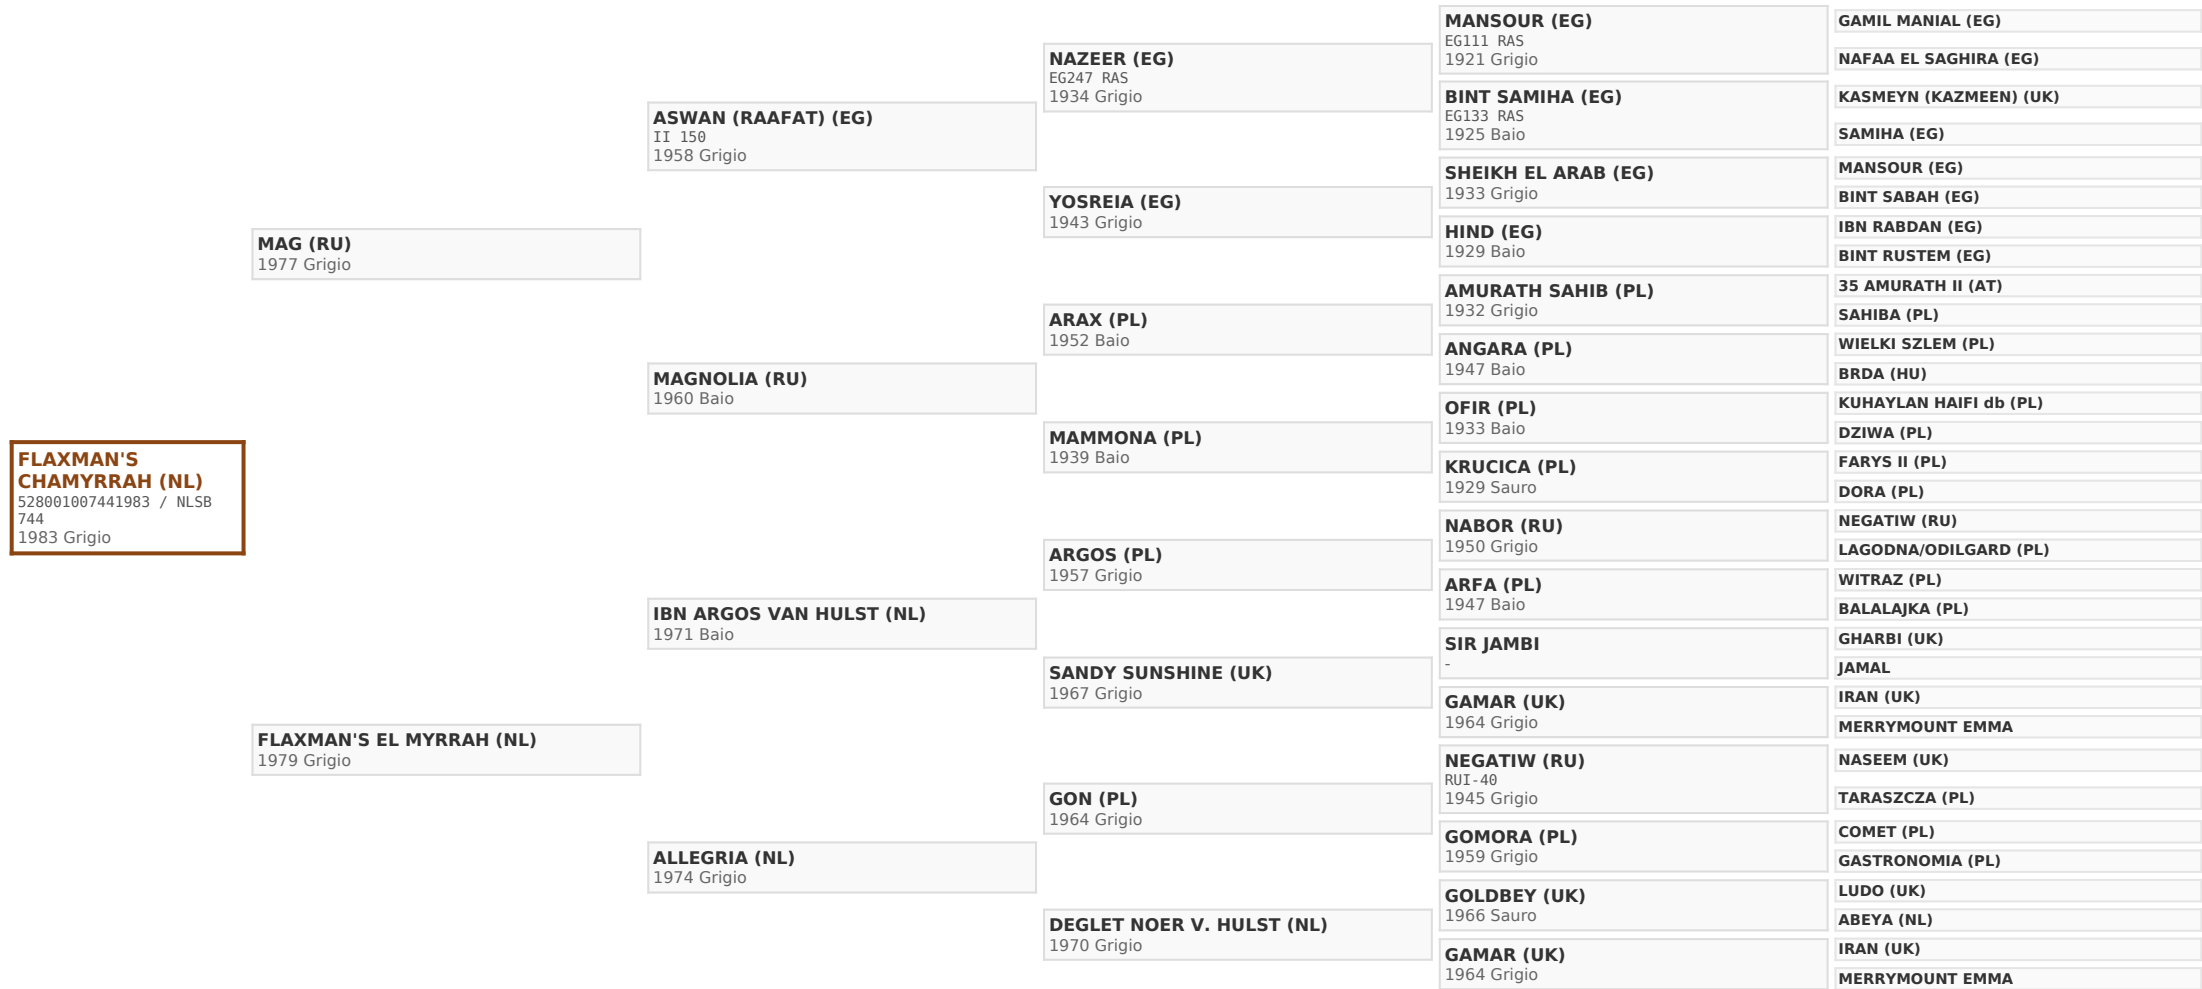 FLAXMAN'S
CHAMYRRAH (NL)
528001007441983 / NLSB
744
1983 Grigio
MAG (RU)
1977 Grigio
FLAXMAN'S EL MYRRAH (NL)
1979 Grigio
ASWAN (RAAFAT) (EG)
II 150
1958 Grigio
MAGNOLIA (RU)
1960 Baio
IBN ARGOS VAN HULST (NL)
1971 Baio
ALLEGRIA (NL)
1974 Grigio
NAZEER (EG)
EG247 RAS
1934 Grigio
YOSREIA (EG)
1943 Grigio
ARAX (PL)
1952 Baio
MAMMONA (PL)
1939 Baio
ARGOS (PL)
1957 Grigio
SANDY SUNSHINE (UK)
1967 Grigio
GON (PL)
1964 Grigio
DEGLET NOER V. HULST (NL)
1970 Grigio
MANSOUR (EG)
EG111 RAS
1921 Grigio
BINT SAMIHA (EG)
EG133 RAS
1925 Baio
SHEIKH EL ARAB (EG)
1933 Grigio
HIND (EG)
1929 Baio
AMURATH SAHIB (PL)
1932 Grigio
ANGARA (PL)
1947 Baio
OFIR (PL)
1933 Baio
KRUCICA (PL)
1929 Sauro
NABOR (RU)
1950 Grigio
ARFA (PL)
1947 Baio
SIR JAMBI
-
GAMAR (UK)
1964 Grigio
NEGATIW (RU)
RUI-40
1945 Grigio
GOMORA (PL)
1959 Grigio
GOLDBEY (UK)
1966 Sauro
GAMAR (UK)
1964 Grigio
GAMIL MANIAL (EG)
NAFAA EL SAGHIRA (EG)
KASMEYN (KAZMEEN) (UK)
SAMIHA (EG)
MANSOUR (EG)
BINT SABAH (EG)
IBN RABDAN (EG)
BINT RUSTEM (EG)
35 AMURATH II (AT)
SAHIBA (PL)
WIELKI SZLEM (PL)
BRDA (HU)
KUHAYLAN HAIFI db (PL)
DZIWA (PL)
FARYS II (PL)
DORA (PL)
NEGATIW (RU)
LAGODNA/ODILGARD (PL)
WITRAZ (PL)
BALALAJKA (PL)
GHARBI (UK)
JAMAL
IRAN (UK)
MERRYMOUNT EMMA
NASEEM (UK)
TARASZCZA (PL)
COMET (PL)
GASTRONOMIA (PL)
LUDO (UK)
ABEYA (NL)
IRAN (UK)
MERRYMOUNT EMMA